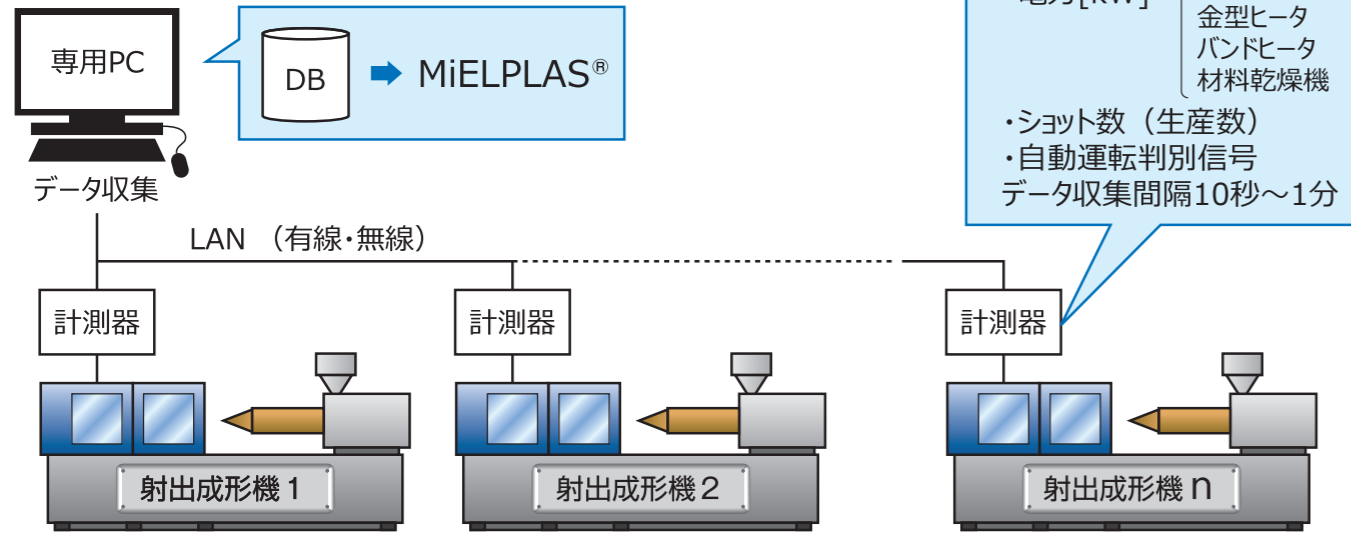 専用PC
DB
➡ MiELPLAS®
データ収集
LAN （有線・無線）
電力[kW]
金型ヒータ
バンドヒータ
材料乾燥機
・ショット数（生産数）
・自動運転判別信号
データ収集間隔10秒～1分
計測器
計測器
計測器
射出成形機1
射出成形機2
射出成形機n